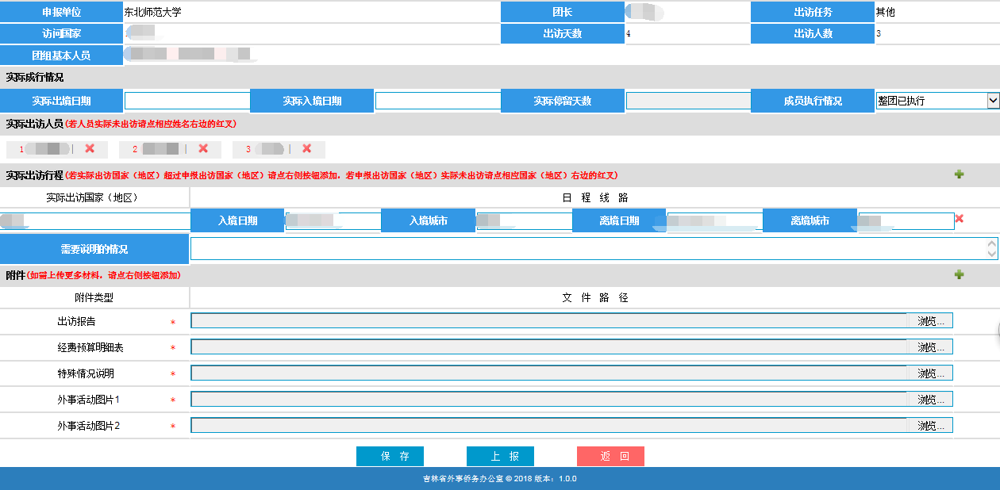 申报单位 东北师范大学 团长 出访任务 其他
访问国家 出访天数 4 出访人数 3
团组基本人员
实际成行情况
实际出境日期 实际入境日期 实际停留天数 成员执行情况 整团已执行
实际出访人员(若人员实际未出访请点相应姓名右边的红叉)
1 | 2 | 3 |
实际出访行程(若实际出访国家（地区）超过申报出访国家（地区）请点右侧按钮添加，若申报出访国家（地区）实际未出访请点相应国家（地区）右边的红叉)
实际出访国家（地区） 日 程 线 路
入境日期 入境城市 离境日期 离境城市
需要说明的情况
附件(如需上传更多材料，请点右侧按钮添加)
附件类型 文 件 路 径
出访报告 * 浏览...
经费预算明细表 * 浏览...
特殊情况说明 * 浏览...
外事活动图片1 * 浏览...
外事活动图片2 * 浏览...
保 存 上 报 返 回
吉林省外事侨务办公室 © 2018 版本：1.0.0